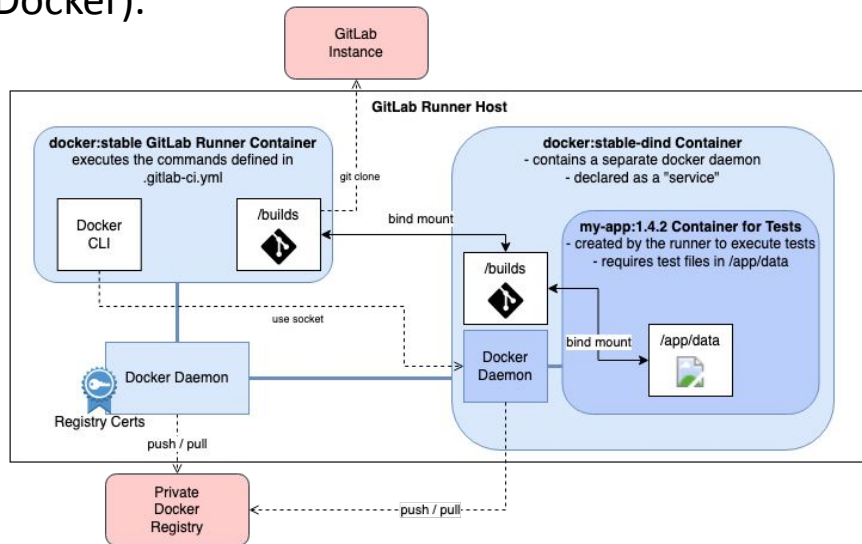 Docker).
GitLab
Instance
GitLab Runner Host
docker:stable GitLab Runner Container
executes the commands defined in
.gitlab-ci.yml
Docker
CLI
/builds
git clone
bind mount
docker:stable-dind Container
- contains a separate docker daemon
- declared as a "service"
my-app:1.4.2 Container for Tests
- created by the runner to execute tests
- requires test files in /app/data
/builds
use socket
bind mount
/app/data
Docker Daemon
Docker
Daemon
Registry Certs
push / pull
Private
Docker
Registry
push / pull